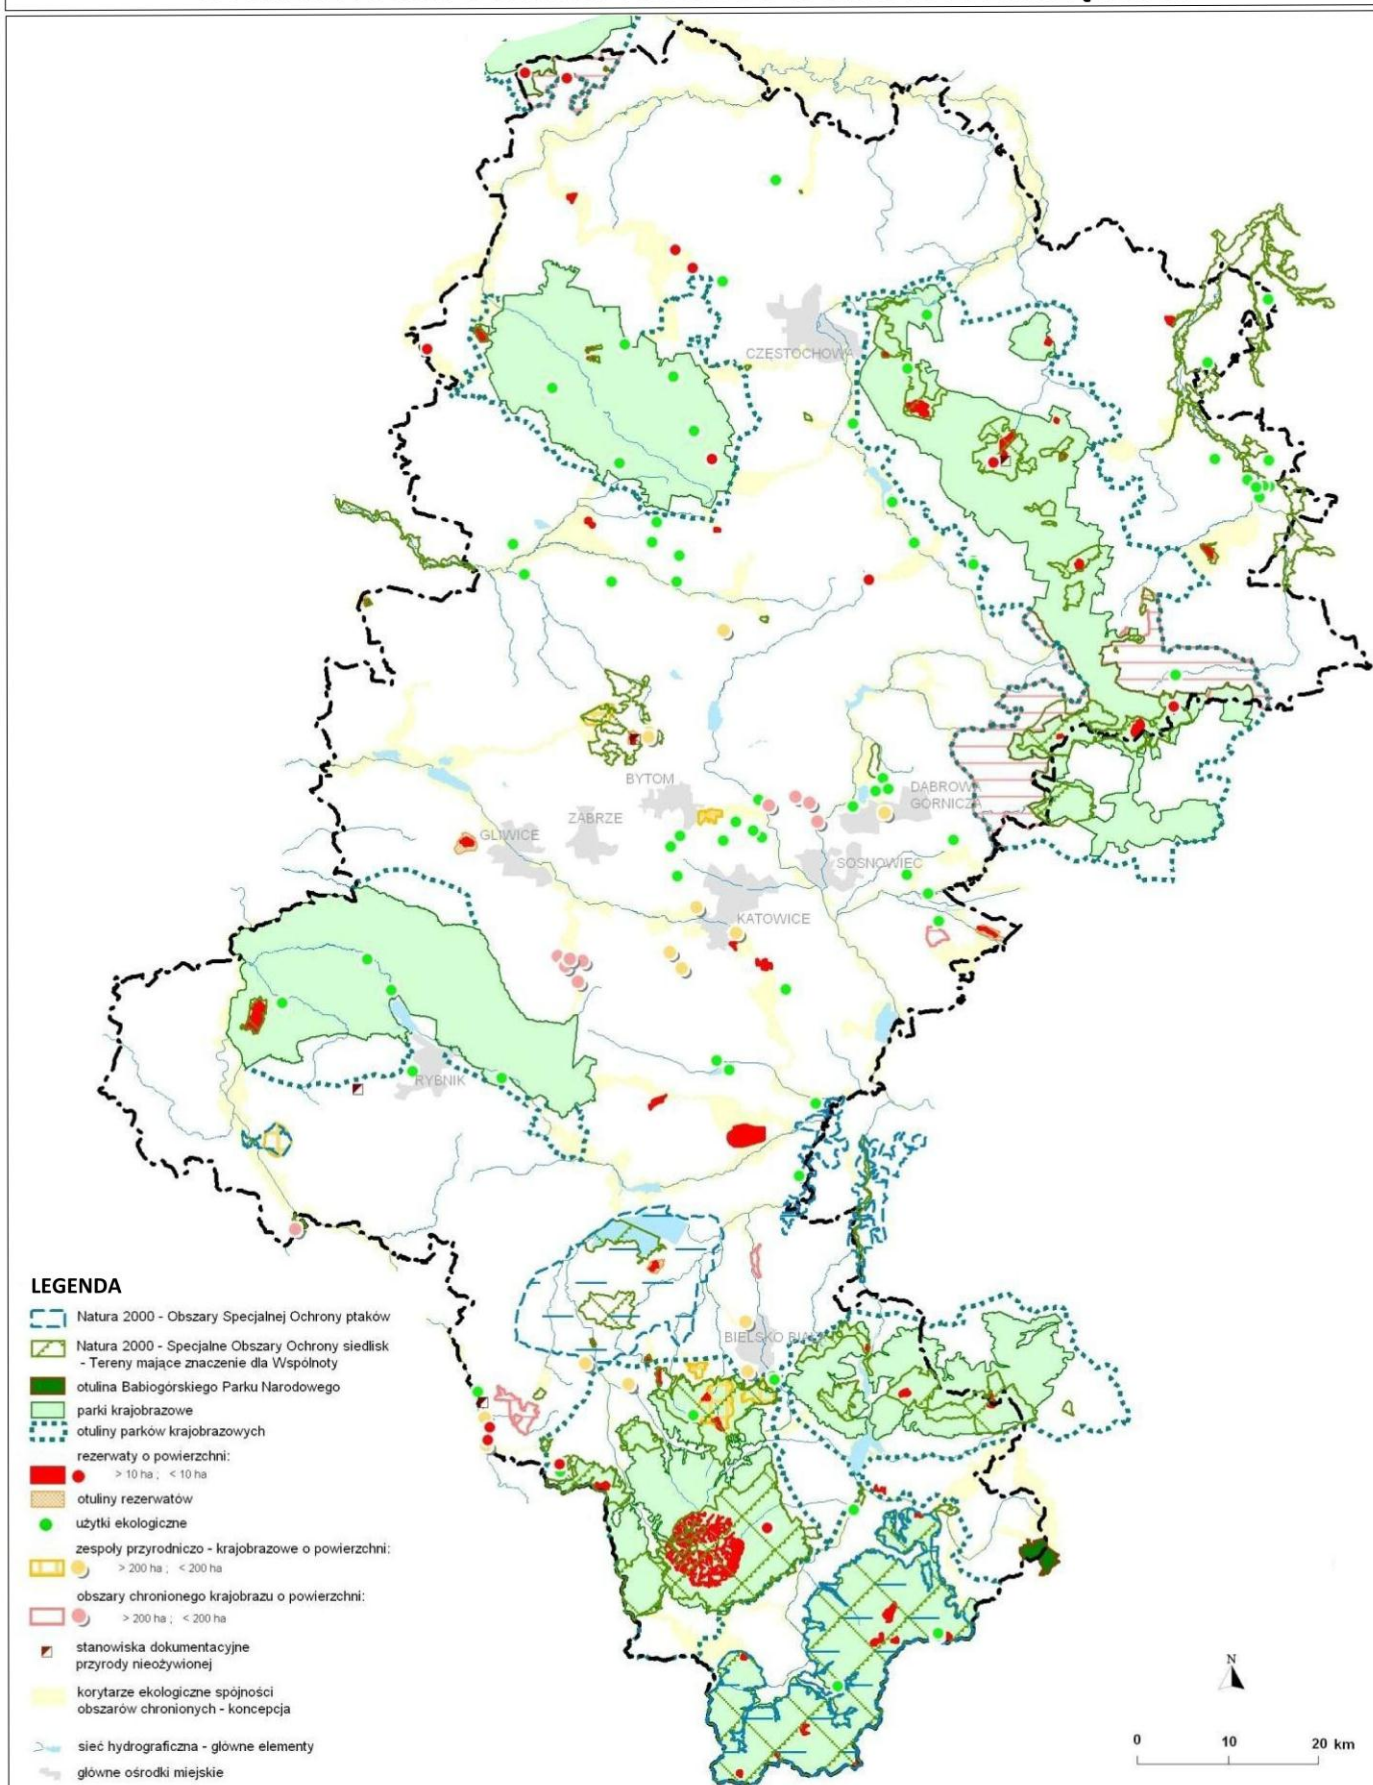 CZĘSTOCHOWA
BYTOM
DĄBROWA
GÓRNICZA
ZABRZE
GLIWICE
SOSNOWIEC
KATOWICE
RYBNIK
BIELSKO BIAŁA
LEGENDA
Natura 2000 - Obszary Specjalnej Ochrony ptaków
Natura 2000 - Specjalne Obszary Ochrony siedlisk
- Tereny mające znaczenie dla Wspólnoty
otulina Babiogórskiego Parku Narodowego
parki krajobrazowe
otuliny parków krajobrazowych
rezerwaty o powierzchni:
> 10 ha ; < 10 ha
otuliny rezerwatów
użytki ekologiczne
zespoły przyrodniczo - krajobrazowe o powierzchni:
> 200 ha ; < 200 ha
obszary chronionego krajobrazu o powierzchni:
> 200 ha ; < 200 ha
stanowiska dokumentacyjne
przyrody nieożywionej
korytarze ekologiczne spójności
obszarów chronionych - koncepcja
sieć hydrograficzna - główne elementy
główne ośrodki miejskie
N
0 10 20 km